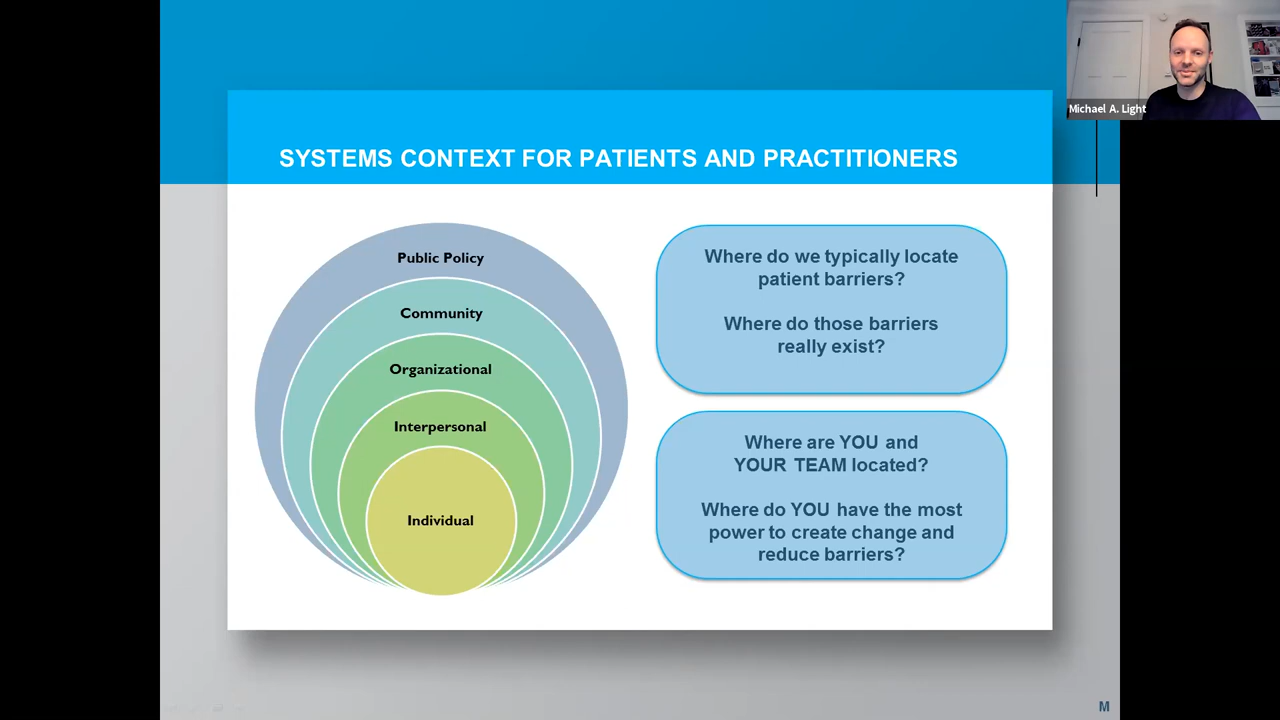 Michael A. Light
SYSTEMS CONTEXT FOR PATIENTS AND PRACTITIONERS
Public Policy
Community
Organizational
Interpersonal
Individual
Where do we typically locate
patient barriers?
Where do those barriers
really exist?
Where are YOU and
YOUR TEAM located?
Where do YOU have the most
power to create change and
reduce barriers?
M